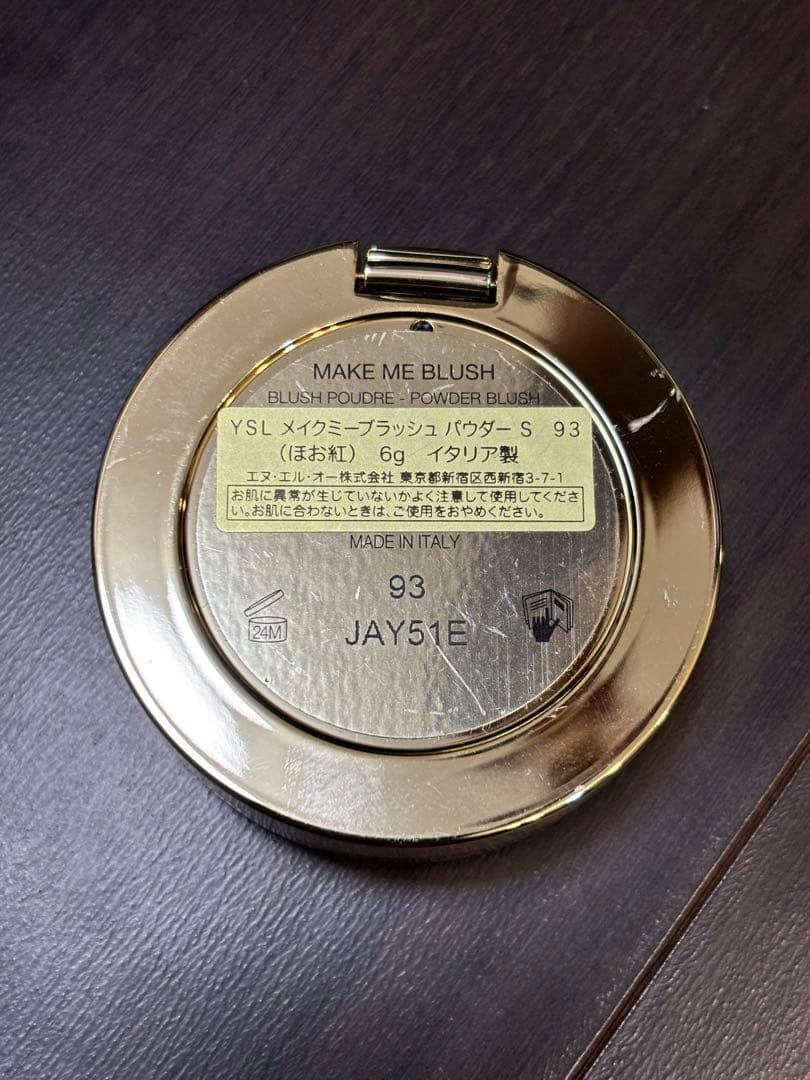 MAKE ME BLUSH
BLUSH POUDRE - POWDER BLUSH
YSL メイクミーブラッシュ パウダー S 93
(ほお紅) 6g イタリア製
エヌ・エル・オー株式会社 東京都新宿区西新宿3-7-1
お肌に異常が生じていないかよく注意して使用してくださ
い。お肌に合わないときは、ご使用をおやめください。
MADE IN ITALY
93
24M
JAY51E